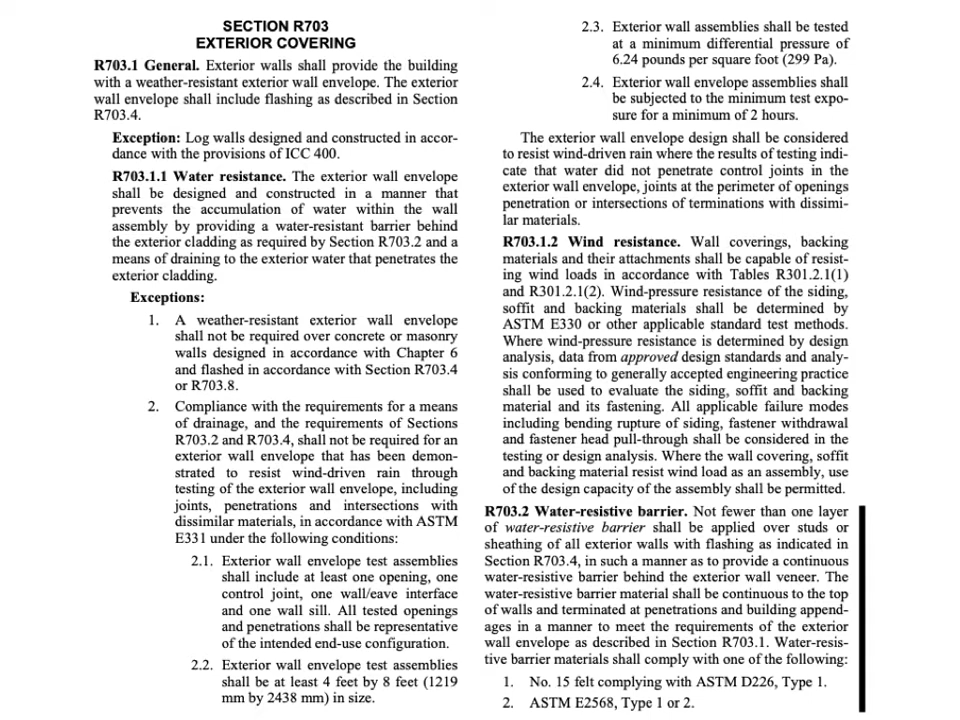 SECTION R703
EXTERIOR COVERING
R703.1 General. Exterior walls shall provide the building
with a weather-resistant exterior wall envelope. The exterior
wall envelope shall include flashing as described in Section
R703.4.
Exception: Log walls designed and constructed in accor-
dance with the provisions of ICC 400.
R703.1.1 Water resistance. The exterior wall envelope
shall be designed and constructed in a manner that
prevents the accumulation of water within the wall
assembly by providing a water-resistant barrier behind
the exterior cladding as required by Section R703.2 and a
means of draining to the exterior water that penetrates the
exterior cladding.
Exceptions:
1. A weather-resistant exterior wall envelope
shall not be required over concrete or masonry
walls designed in accordance with Chapter 6
and flashed in accordance with Section R703.4
or R703.8.
2. Compliance with the requirements for a means
of drainage, and the requirements of Sections
R703.2 and R703.4, shall not be required for an
exterior wall envelope that has been demon-
strated to resist wind-driven rain through
testing of the exterior wall envelope, including
joints, penetrations and intersections with
dissimilar materials, in accordance with ASTM
E331 under the following conditions:
2.1. Exterior wall envelope test assemblies
shall include at least one opening, one
control joint, one wall/eave interface
and one wall sill. All tested openings
and penetrations shall be representative
of the intended end-use configuration.
2.2. Exterior wall envelope test assemblies
shall be at least 4 feet by 8 feet (1219
mm by 2438 mm) in size.
2.3. Exterior wall assemblies shall be tested
at a minimum differential pressure of
6.24 pounds per square foot (299 Pa).
2.4. Exterior wall envelope assemblies shall
be subjected to the minimum test expo-
sure for a minimum of 2 hours.
The exterior wall envelope design shall be considered
to resist wind-driven rain where the results of testing indi-
cate that water did not penetrate control joints in the
exterior wall envelope, joints at the perimeter of openings
penetration or intersections of terminations with dissimi-
lar materials.
R703.1.2 Wind resistance. Wall coverings, backing
materials and their attachments shall be capable of resist-
ing wind loads in accordance with Tables R301.2.1(1)
and R301.2.1(2). Wind-pressure resistance of the siding,
soffit and backing materials shall be determined by
ASTM E330 or other applicable standard test methods.
Where wind-pressure resistance is determined by design
analysis, data from approved design standards and analy-
sis conforming to generally accepted engineering practice
shall be used to evaluate the siding, soffit and backing
material and its fastening. All applicable failure modes
including bending rupture of siding, fastener withdrawal
and fastener head pull-through shall be considered in the
testing or design analysis. Where the wall covering, soffit
and backing material resist wind load as an assembly, use
of the design capacity of the assembly shall be permitted.
R703.2 Water-resistive barrier. Not fewer than one layer
of water-resistive barrier shall be applied over studs or
sheathing of all exterior walls with flashing as indicated in
Section R703.4, in such a manner as to provide a continuous
water-resistive barrier behind the exterior wall veneer. The
water-resistive barrier material shall be continuous to the top
of walls and terminated at penetrations and building append-
ages in a manner to meet the requirements of the exterior
wall envelope as described in Section R703.1. Water-resis-
tive barrier materials shall comply with one of the following:
1. No. 15 felt complying with ASTM D226, Type 1.
2. ASTM E2568, Type 1 or 2.